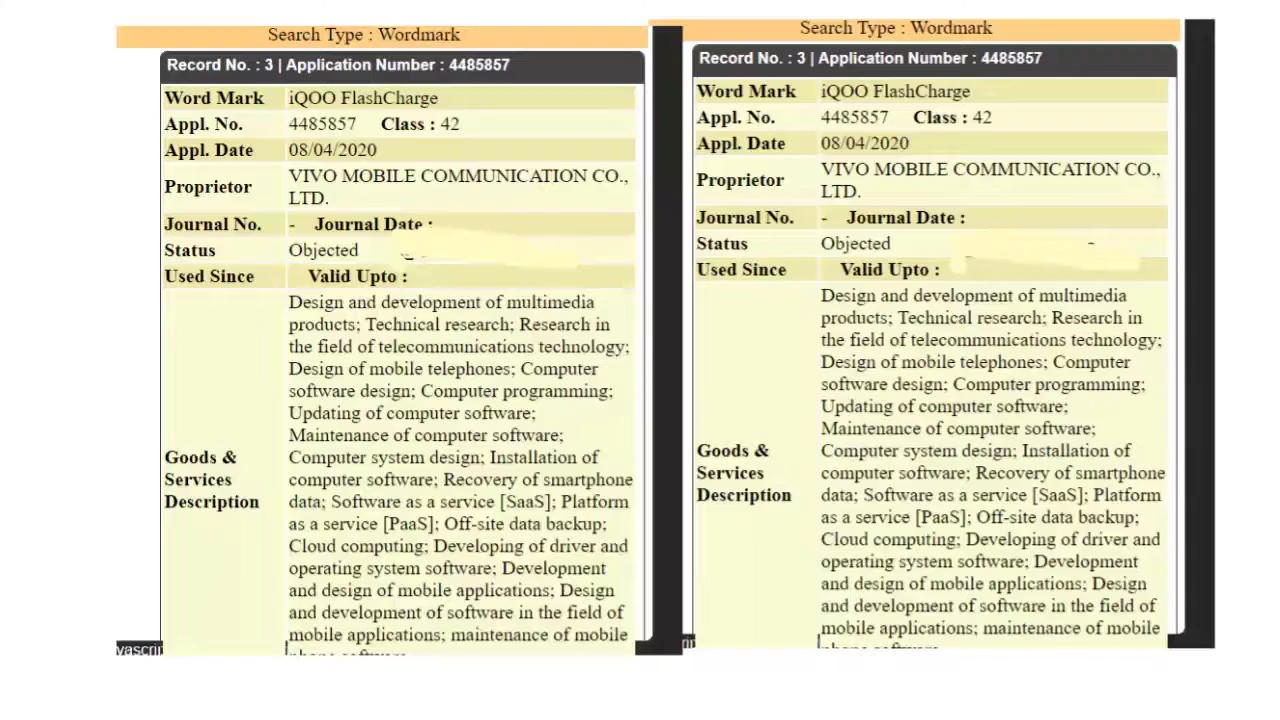 Search Type : Wordmark
Record No. : 3 | Application Number : 4485857
Word Mark iQOO FlashCharge
Appl. No. 4485857 Class : 42
Appl. Date 08/04/2020
Proprietor VIVO MOBILE COMMUNICATION CO.,
LTD.
Journal No. - Journal Date :
Status Objected
Used Since Valid Upto :
Goods &
Services
Description
Design and development of multimedia
products; Technical research; Research in
the field of telecommunications technology;
Design of mobile telephones; Computer
software design; Computer programming;
Updating of computer software;
Maintenance of computer software;
Computer system design; Installation of
computer software; Recovery of smartphone
data; Software as a service [SaaS]; Platform
as a service [PaaS]; Off-site data backup;
Cloud computing; Developing of driver and
operating system software; Development
and design of mobile applications; Design
and development of software in the field of
mobile applications; maintenance of mobile
Search Type : Wordmark
Record No. : 3 | Application Number : 4485857
Word Mark iQOO FlashCharge
Appl. No. 4485857 Class : 42
Appl. Date 08/04/2020
Proprietor VIVO MOBILE COMMUNICATION CO.,
LTD.
Journal No. - Journal Date :
Status Objected
Used Since Valid Upto :
Goods &
Services
Description
Design and development of multimedia
products; Technical research; Research in
the field of telecommunications technology;
Design of mobile telephones; Computer
software design; Computer programming;
Updating of computer software;
Maintenance of computer software;
Computer system design; Installation of
computer software; Recovery of smartphone
data; Software as a service [SaaS]; Platform
as a service [PaaS]; Off-site data backup;
Cloud computing; Developing of driver and
operating system software; Development
and design of mobile applications; Design
and development of software in the field of
mobile applications; maintenance of mobile